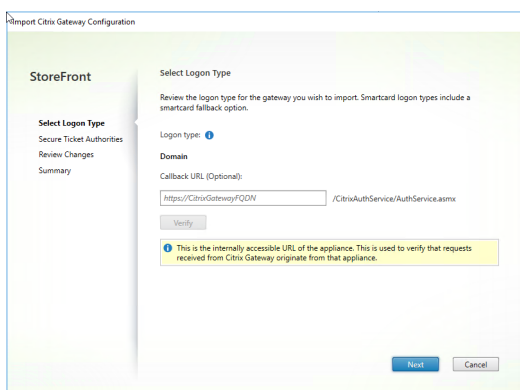 Import Citrix Gateway Configuration
StoreFront
Select Logon Type
Secure Ticket Authorities
Review Changes
Summary
Select Logon Type
Review the logon type for the gateway you wish to import. Smartcard logon types include a
smartcard fallback option.
Logon type:
Domain
Callback URL (Optional):
https://CitrixGatewayFQDN /CitrixAuthService/AuthService.asmx
Verify
This is the internally accessible URL of the appliance. This is used to verify that requests
received from Citrix Gateway originate from that appliance.
Next Cancel